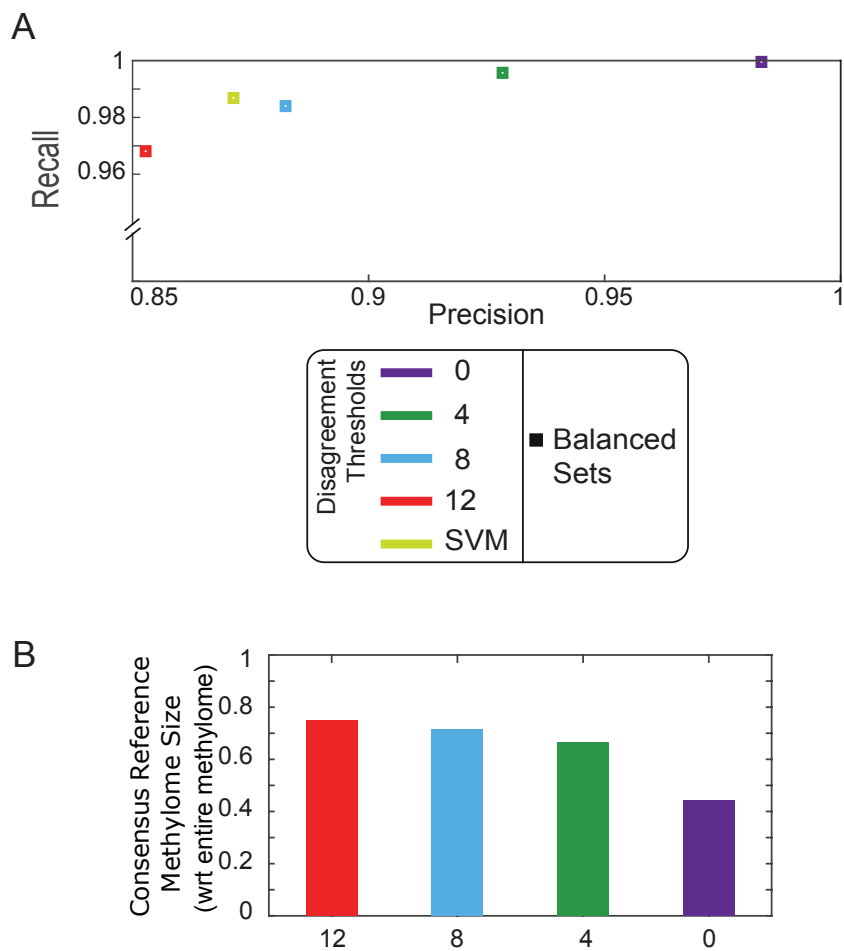 A
1
0.98
0.96
Recall
0.85
0.9
0.95
1
Precision
Disagreement
Thresholds
0
4
8
12
SVM
Balanced
Sets
B
Consensus Reference
Methylome Size
(wrt entire methylome)
1
0.8
0.6
0.4
0.2
0
12
8
4
0